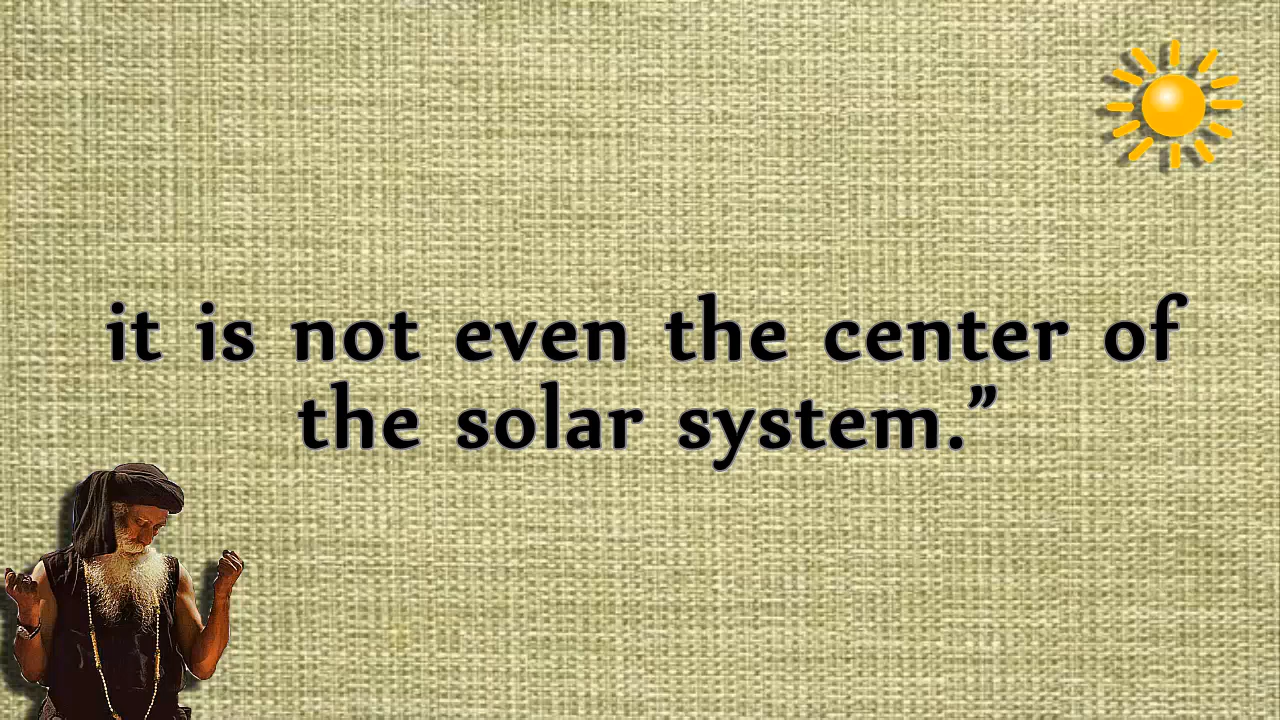 it is not even the center of
the solar system.”